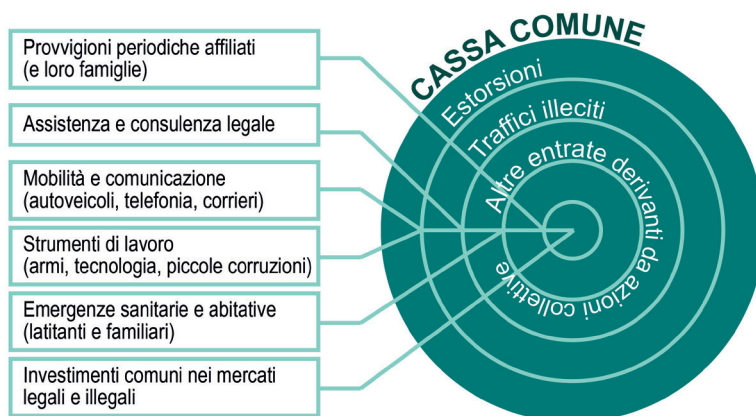 Provvigioni periodiche affiliati
(e loro famiglie)
Assistenza e consulenza legale
Mobilità e comunicazione
(autoveicoli, telefonia, corrieri)
Strumenti di lavoro
(armi, tecnologia, piccole corruzioni)
Emergenze sanitarie e abitative
(latitanti e familiari)
Investimenti comuni nei mercati
legali e illegali
CASSA COMUNE
Estorsioni
Traffici illeciti
Altre entrate derivanti da azioni collettive